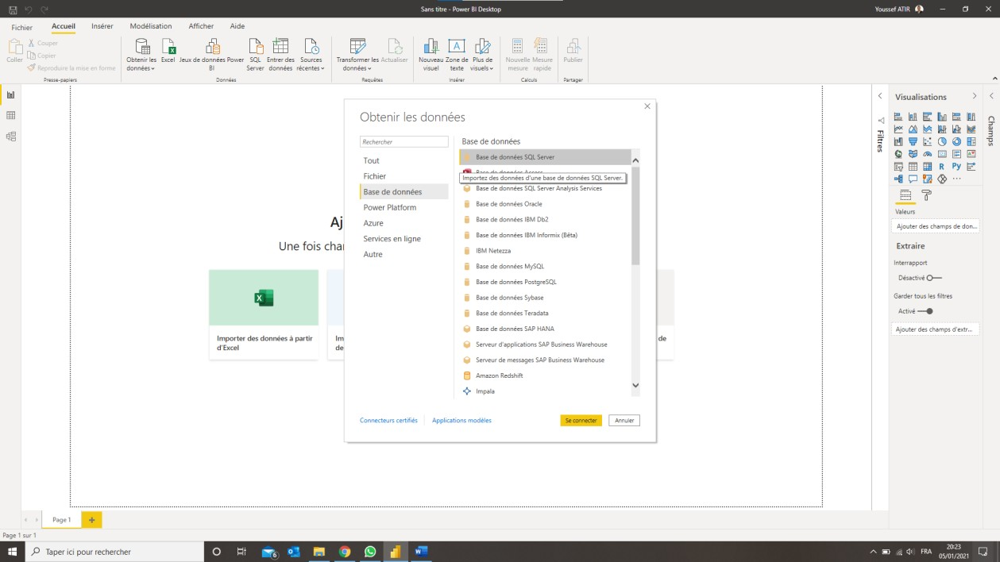 Sans titre - Power BI Desktop
Youssef ATIR
Fichier
Accueil
Insérer
Modélisation
Afficher
Aide
Coller
Couper
Copier
Reproduire la mise en forme
Presse-papiers
Obtenir les
données
Excel
Jeux de données Power
BI
SQL
Server
Entrer des
données
Sources
récentes
Données
Transformer les
données
Actualiser
Requêtes
Nouveau
visuel
Zone de
texte
Plus de
visuels
Insérer
Nouvelle
mesure
Mesure
rapide
Calculs
Publier
Partager
Aj
Une fois char
Importer des données à partir
d'Excel
Im
de
de
Obtenir les données
Rechercher
Tout
Fichier
Base de données
Power Platform
Azure
Services en ligne
Autre
Base de données
Base de données SQL Server
Base de données Access
Importez des données d'une base de données SQL Server.
Base de données SQL Server Analysis Services
Base de données Oracle
Base de données IBM Db2
Base de données IBM Informix (Bêta)
IBM Netezza
Base de données MySQL
Base de données PostgreSQL
Base de données Sybase
Base de données Teradata
Base de données SAP HANA
Serveur d'applications SAP Business Warehouse
Serveur de messages SAP Business Warehouse
Amazon Redshift
Impala
Connecteurs certifiés
Applications modèles
Se connecter
Annuler
Filtres
Visualisations
R
Py
Valeurs
Ajouter des champs de don...
Extraire
Interrapport
Désactivé
Garder tous les filtres
Activé
Ajouter des champs d'extr...
Champs
Page 1
Page 1 sur 1
Taper ici pour rechercher
6
FRA
20:23
05/01/2021